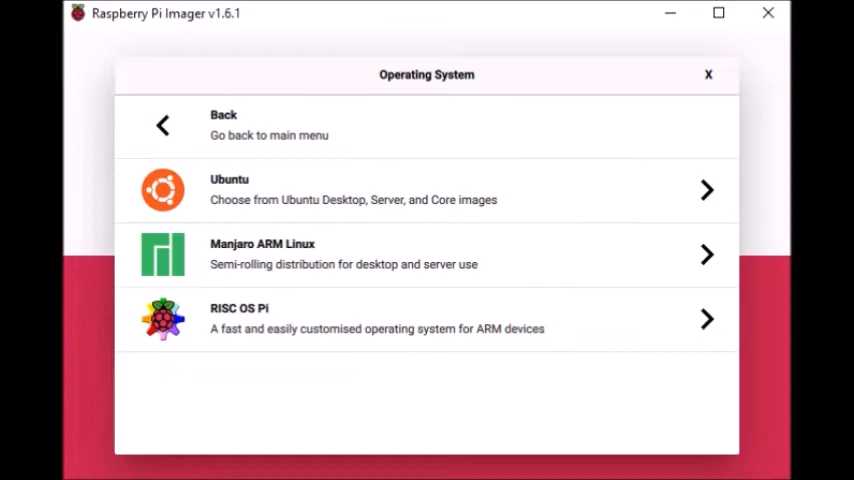 Raspberry Pi Imager v1.6.1
Operating System
X
Back
Go back to main menu
Ubuntu
Choose from Ubuntu Desktop, Server, and Core images
Manjaro ARM Linux
Semi-rolling distribution for desktop and server use
RISC OS Pi
A fast and easily customised operating system for ARM devices